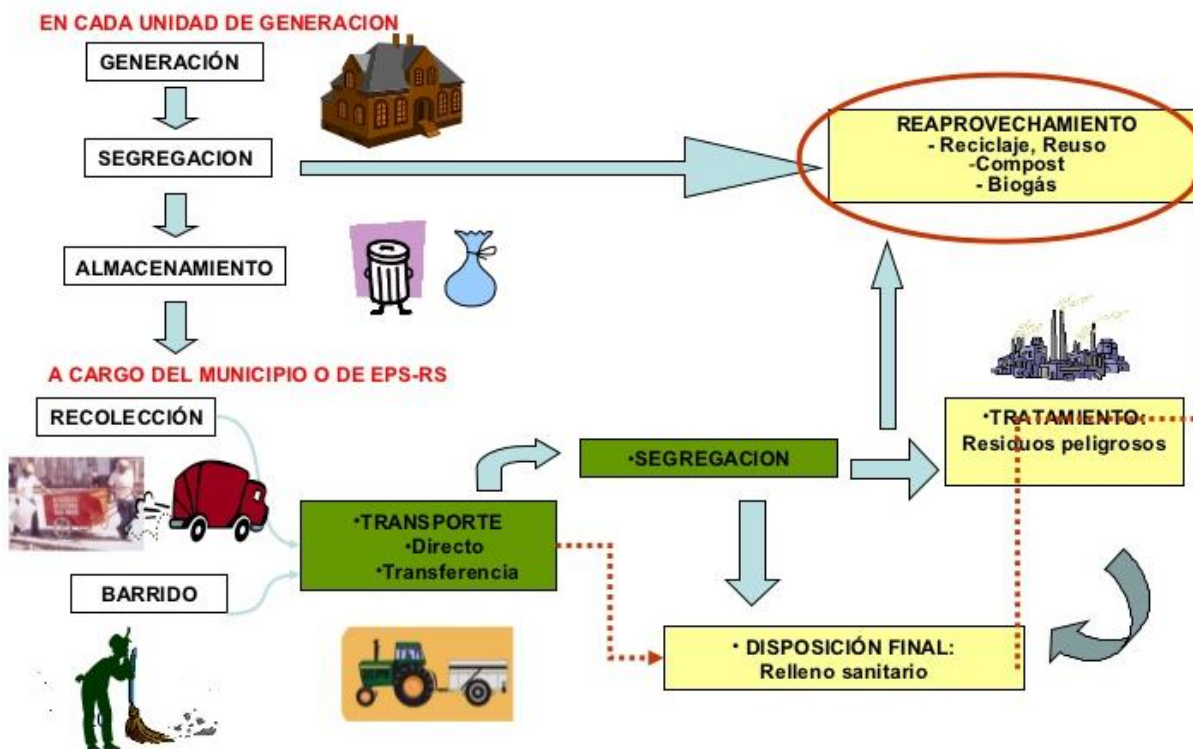 EN CADA UNIDAD DE GENERACION
GENERACIÓN
SEGREGACION
ALMACENAMIENTO
REAPROVECHAMIENTO
- Reciclaje, Reuso
-Compost
- Biogás
A CARGO DEL MUNICIPIO O DE EPS-RS
RECOLECCIÓN
BARRIDO
•TRANSPORTE
•Directo
•Transferencia
•SEGREGACION
•TRATAMIENTO:
Residuos peligrosos
• DISPOSICIÓN FINAL:
Relleno sanitario